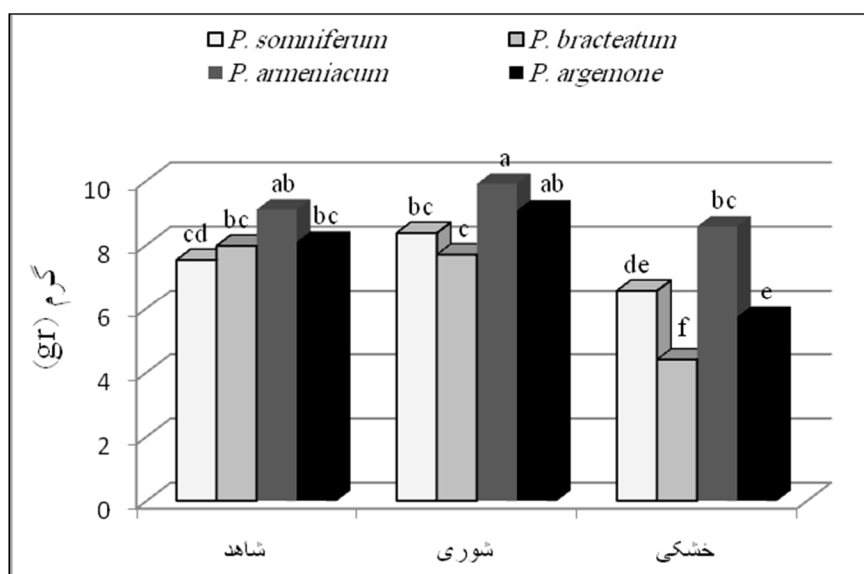 P. somniferum P. bracteatum
P. armeniacum P. argemone
گرم (gr)
10
8
6
4
2
0
cd bc ab bc
bc c a ab
de f bc e
شاهد شوری خشکی